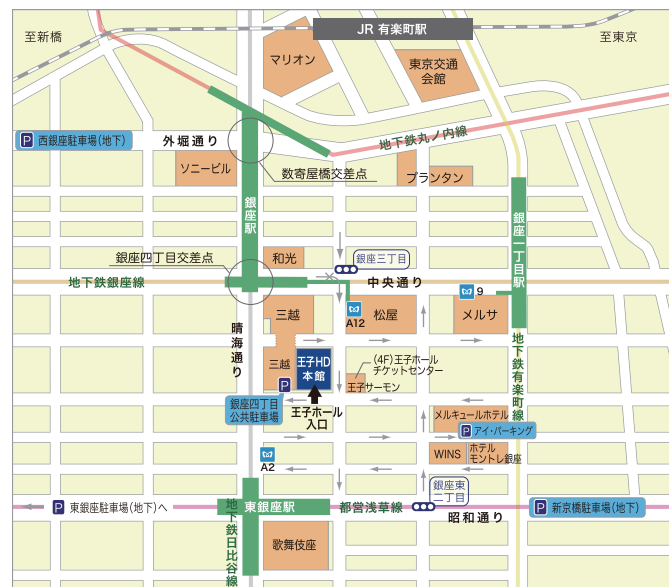 JR 有楽町駅
至新橋
至東京
マリオン
東京交通
会館
地下鉄丸ノ内線
P 西銀座駐車場(地下)
外堀通り
ソニービル
数寄屋橋交差点
プランタン
銀座駅
銀座一丁目駅
銀座四丁目交差点
和光
銀座三丁目
地下鉄銀座線
中央通り
9
A12
三越
松屋
メルサ
晴海通り
三越
王子HD
本館
(4F)王子ホール
チケットセンター
王子サーモン
P
地下鉄有楽町線
銀座四丁目
公共駐車場
王子ホール
入口
メルキュールホテル
P アイ・パーキング
WINS
ホテル
モントレ銀座
A2
銀座東
二丁目
P 東銀座駐車場(地下)へ
東銀座駅
都営浅草線
昭和通り
P 新京橋駐車場(地下)
地下鉄日比谷線
歌舞伎座